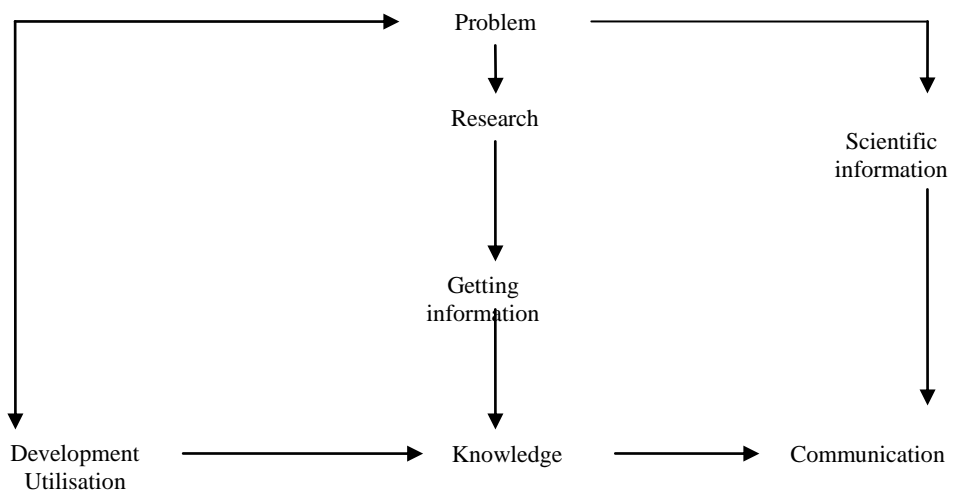 Problem
Research
Scientific
information
Getting
information
Development
Utilisation
Knowledge
Communication